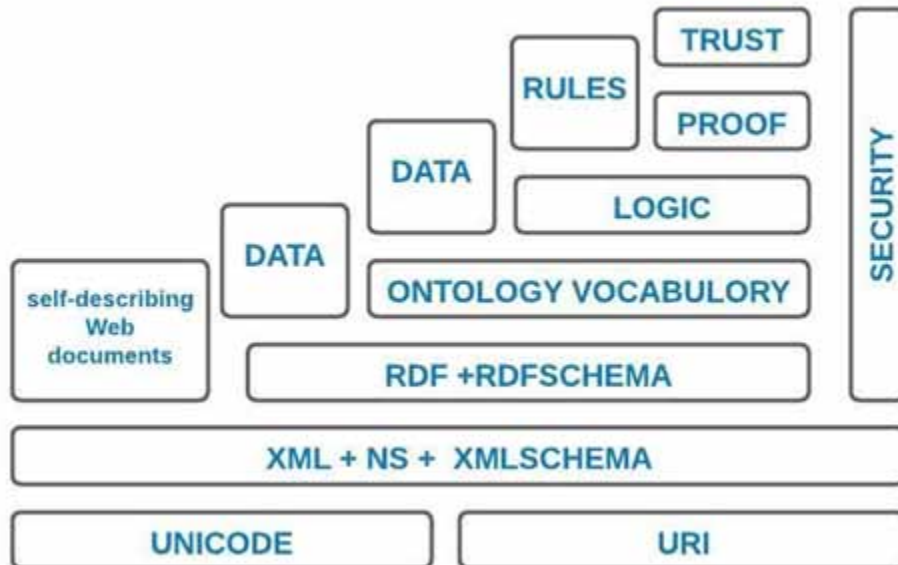 TRUST
RULES
PROOF
DATA
LOGIC
SECURITY
DATA
ONTOLOGY VOCABULORY
self-describing
Web
documents
RDF +RDFSCHEMA
XML + NS + XMLSCHEMA
UNICODE
URI